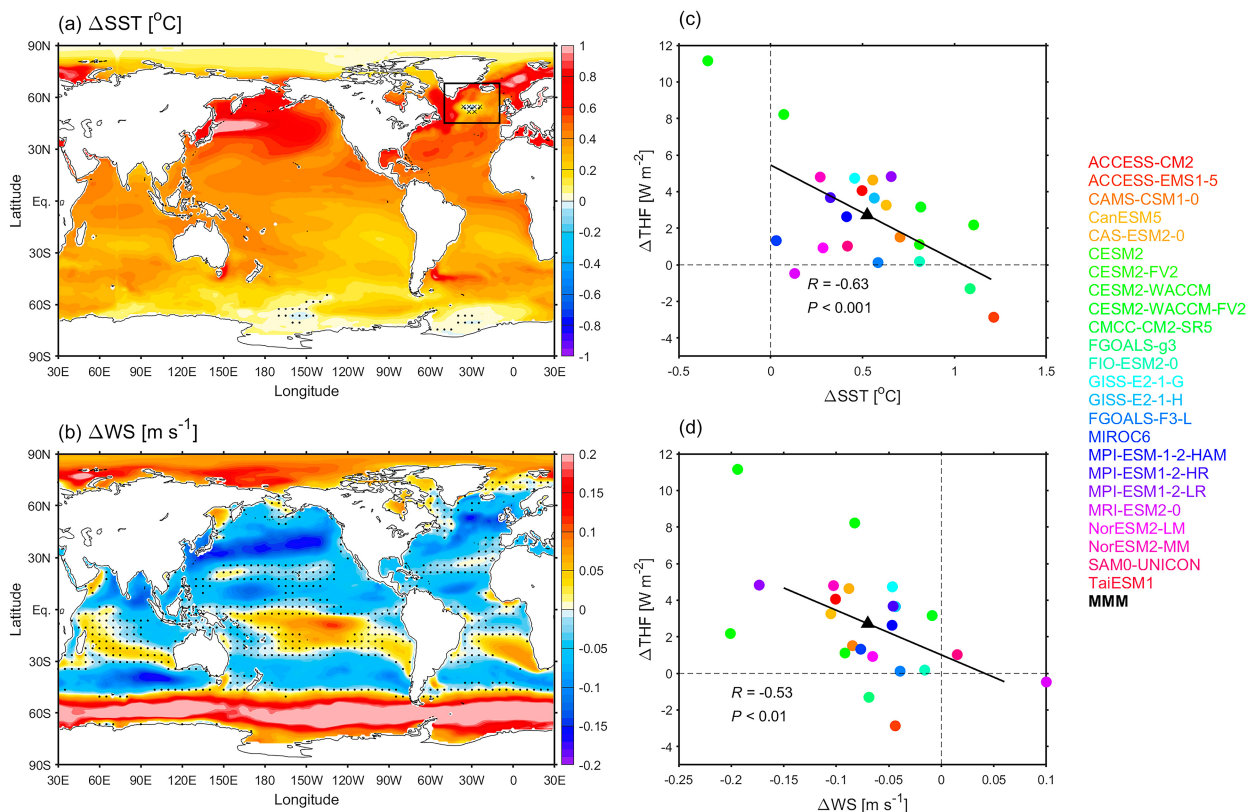 (a) ΔSST [°C]
90N
60N
30N
Eq.
30S
60S
90S
Latitude
30E 60E 90E 120E 150E 180 150W 120W 90W 60W 30W 0 30E
Longitude
1
0.8
0.6
0.4
0.2
0
-0.2
-0.4
-0.6
-0.8
-1
(b) ΔWS [m s⁻¹]
90N
60N
30N
Eq.
30S
60S
90S
Latitude
30E 60E 90E 120E 150E 180 150W 120W 90W 60W 30W 0 30E
Longitude
0.2
0.15
0.1
0.05
0
-0.05
-0.1
-0.15
-0.2
(c)
12
10
8
6
4
2
0
-2
-4
ΔTHF [W m⁻²]
R = -0.63
P < 0.001
-0.5 0 0.5 1 1.5
ΔSST [°C]
(d)
12
10
8
6
4
2
0
-2
-4
ΔTHF [W m⁻²]
R = -0.53
P < 0.01
-0.25 -0.2 -0.15 -0.1 -0.05 0 0.05 0.1
ΔWS [m s⁻¹]
ACCESS-CM2
ACCESS-EMS1-5
CAMS-CSM1-0
CanESM5
CAS-ESM2-0
CESM2
CESM2-FV2
CESM2-WACCM
CESM2-WACCM-FV2
CMCC-CM2-SR5
FGOALS-g3
FIO-ESM2-0
GISS-E2-1-G
GISS-E2-1-H
FGOALS-F3-L
MIROC6
MPI-ESM-1-2-HAM
MPI-ESM1-2-HR
MPI-ESM1-2-LR
MRI-ESM2-0
NorESM2-LM
NorESM2-MM
SAM0-UNICON
TaiESM1
MMM